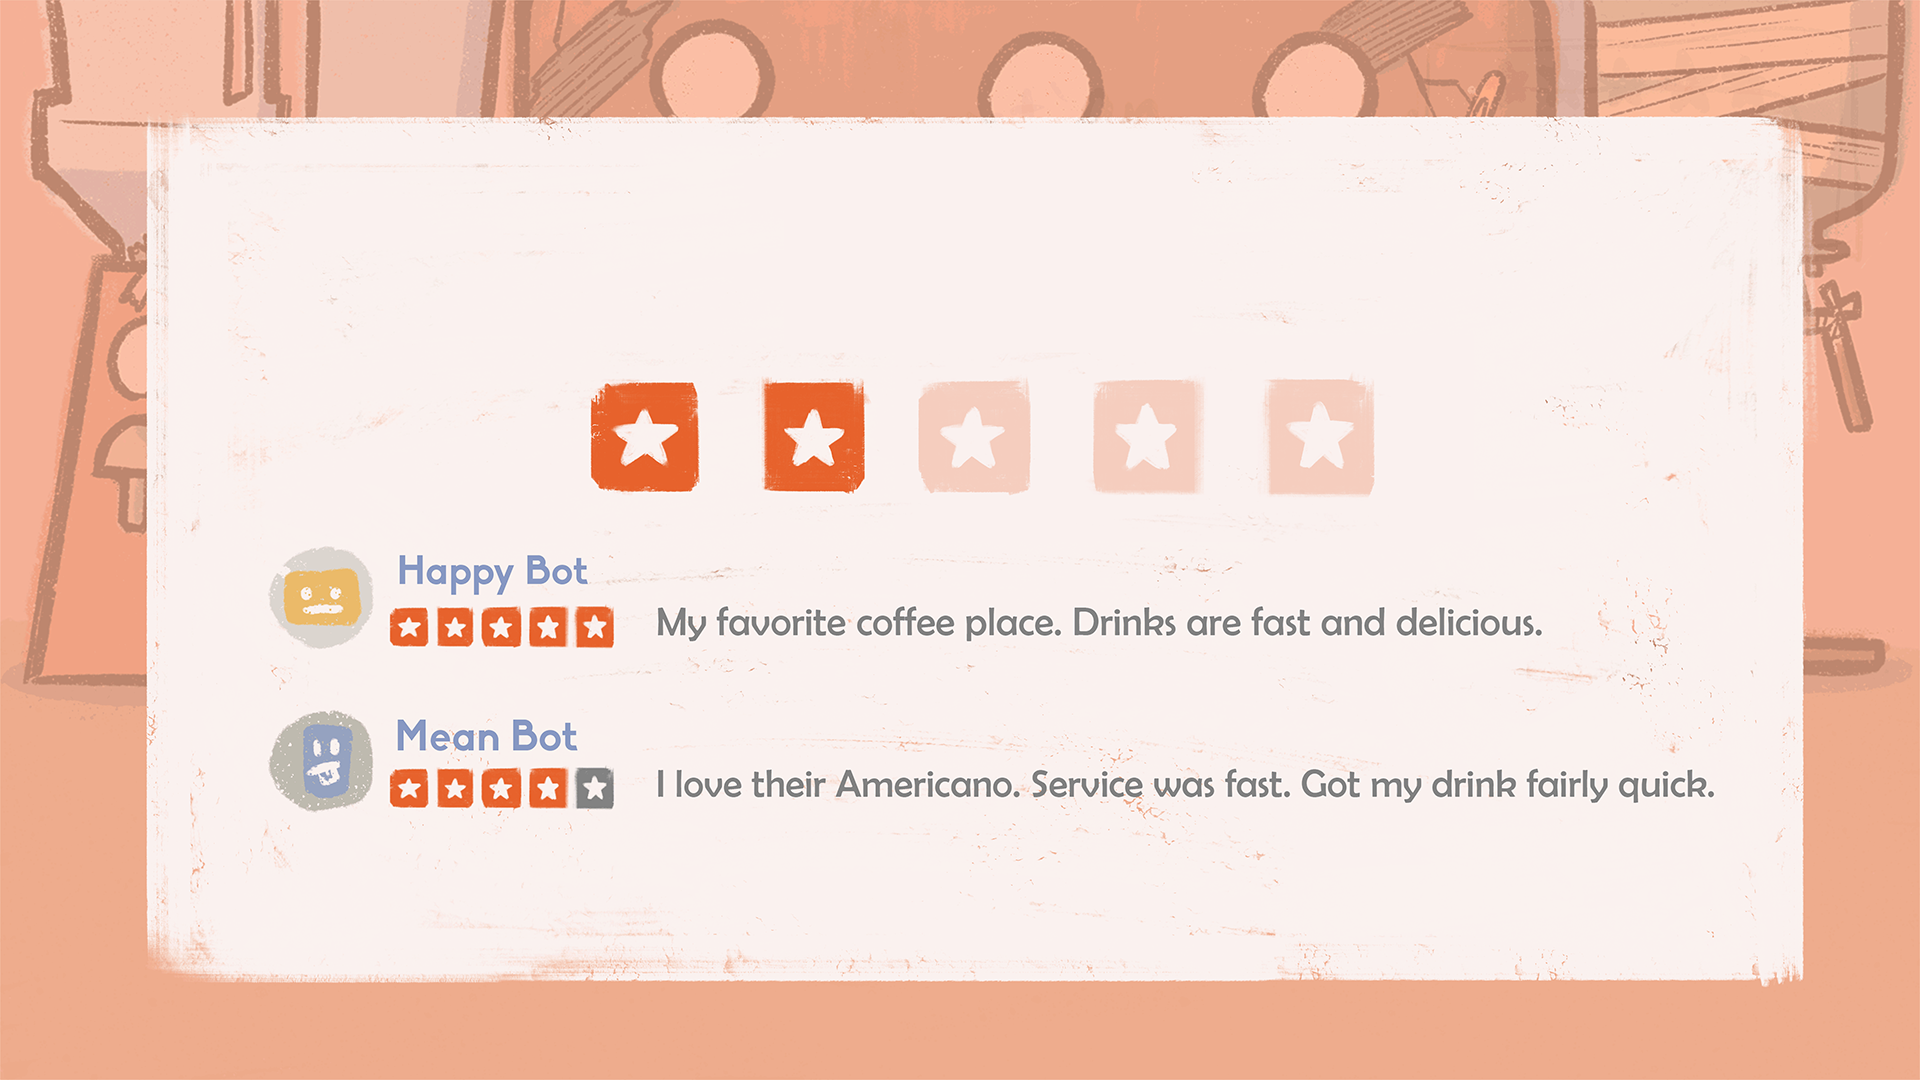 Happy Bot
My favorite coffee place. Drinks are fast and delicious.
Mean Bot
I love their Americano. Service was fast. Got my drink fairly quick.